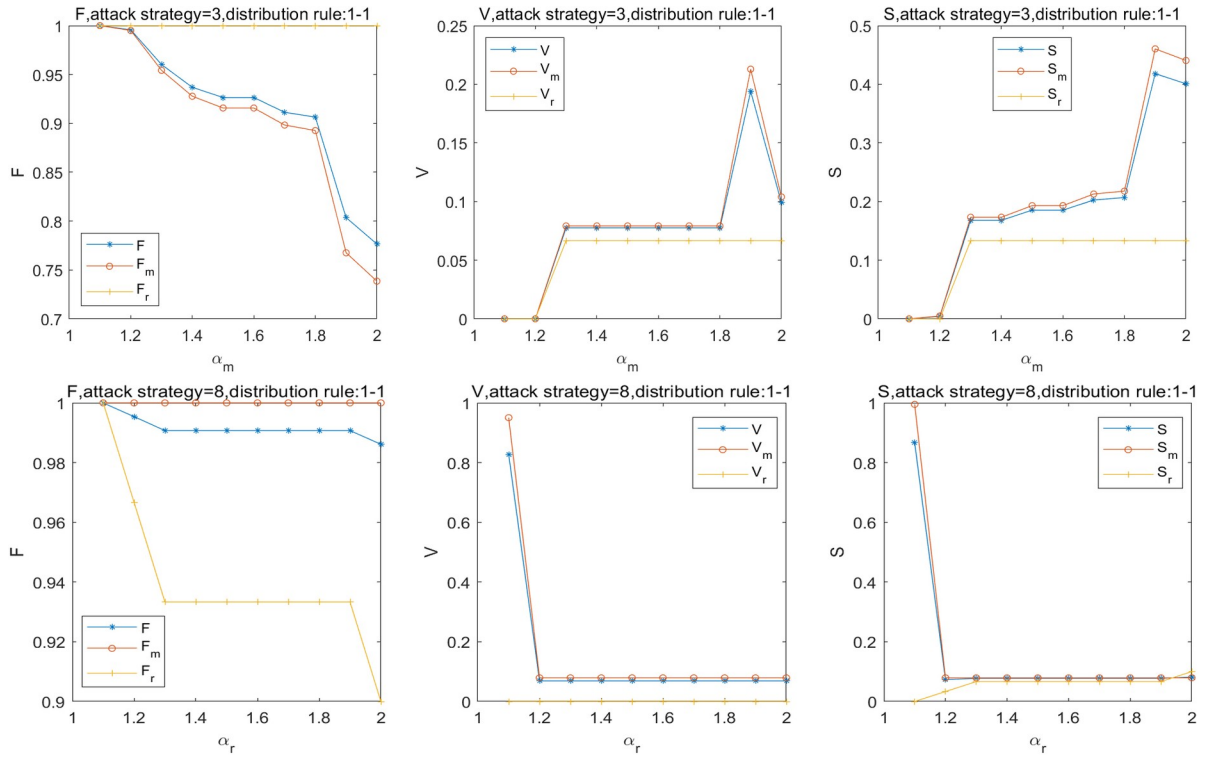 F,attack strategy=3,distribution rule:1-1
1
0.95
0.9
0.85
0.8
0.75
0.7
F
F
F_m
F_r
1 1.2 1.4 1.6 1.8 2
α_m
V,attack strategy=3,distribution rule:1-1
0.25
0.2
0.15
0.1
0.05
0
V
V
V_m
V_r
1 1.2 1.4 1.6 1.8 2
α_m
S,attack strategy=3,distribution rule:1-1
0.5
0.4
0.3
0.2
0.1
0
S
S
S_m
S_r
1 1.2 1.4 1.6 1.8 2
α_m
F,attack strategy=8,distribution rule:1-1
1
0.98
0.96
0.94
0.92
0.9
F
F
F_m
F_r
1 1.2 1.4 1.6 1.8 2
α_r
V,attack strategy=8,distribution rule:1-1
1
0.8
0.6
0.4
0.2
0
V
V
V_m
V_r
1 1.2 1.4 1.6 1.8 2
α_r
S,attack strategy=8,distribution rule:1-1
1
0.8
0.6
0.4
0.2
0
S
S
S_m
S_r
1 1.2 1.4 1.6 1.8 2
α_r